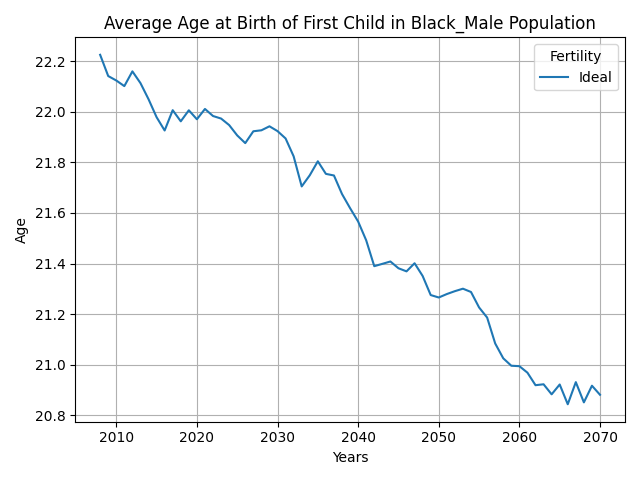 Average Age at Birth of First Child in Black_Male Population
Fertility
Ideal
22.2
22.0
21.8
21.6
21.4
21.2
21.0
20.8
Age
2010 2020 2030 2040 2050 2060 2070
Years